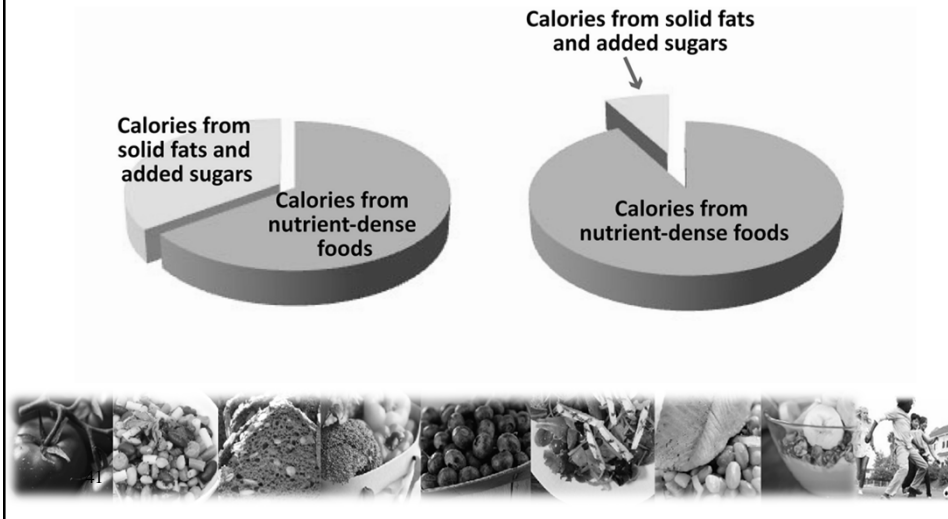 Calories from
solid fats and
added sugars
Calories from
nutrient-dense
foods
Calories from solid fats
and added sugars
Calories from
nutrient-dense foods
41